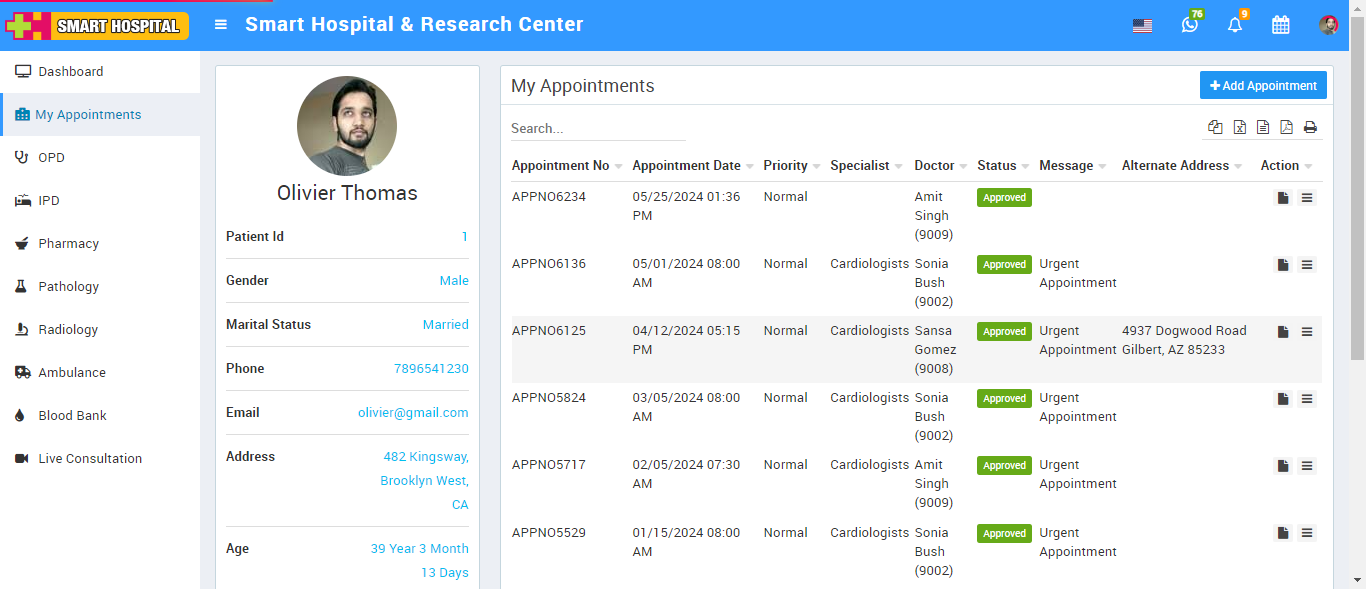 SMART HOSPITAL
Smart Hospital & Research Center
76
9
Dashboard
My Appointments
OPD
IPD
Pharmacy
Pathology
Radiology
Ambulance
Blood Bank
Live Consultation
Olivier Thomas
Patient Id 1
Gender Male
Marital Status Married
Phone 7896541230
Email olivier@gmail.com
Address 482 Kingsway,
Brooklyn West,
CA
Age 39 Year 3 Month
13 Days
My Appointments
+ Add Appointment
Search...
Appointment No Appointment Date Priority Specialist Doctor Status Message Alternate Address Action
APPNO6234 05/25/2024 01:36 Normal Amit Approved
PM Singh
(9009)
APPNO6136 05/01/2024 08:00 Normal Cardiologists Sonia Approved Urgent
AM Bush Appointment
(9002)
APPNO6125 04/12/2024 05:15 Normal Cardiologists Sansa Approved Urgent 4937 Dogwood Road
PM Gomez Appointment Gilbert, AZ 85233
(9008)
APPNO5824 03/05/2024 08:00 Normal Cardiologists Sonia Approved Urgent
AM Bush Appointment
(9002)
APPNO5717 02/05/2024 07:30 Normal Cardiologists Amit Approved Urgent
AM Singh Appointment
(9009)
APPNO5529 01/15/2024 08:00 Normal Cardiologists Sonia Approved Urgent
AM Bush Appointment
(9002)